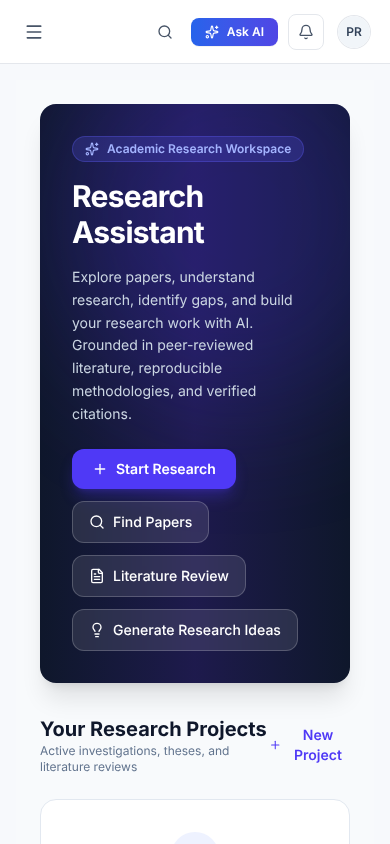 Ask AI
PR
Academic Research Workspace
Research
Assistant
Explore papers, understand
research, identify gaps, and build
your research work with AI.
Grounded in peer-reviewed
literature, reproducible
methodologies, and verified
citations.
Start Research
Find Papers
Literature Review
Generate Research Ideas
Your Research Projects
Active investigations, theses, and
literature reviews
New
Project